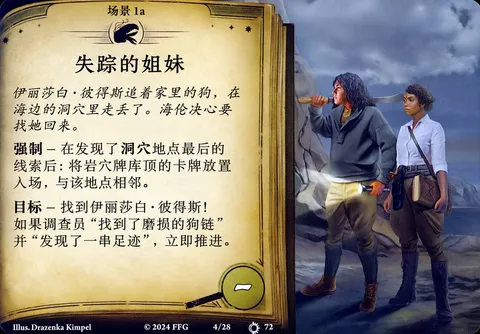 场景 1a
失踪的姐妹
伊丽莎白·彼得斯追着家里的狗，在
海边的洞穴里走丢了。海伦决心要
找她回来。
强制 – 在发现了洞穴地点最后的
线索后：将岩穴牌库顶的卡牌放置
入场，与该地点相邻。
目标 – 找到伊丽莎白·彼得斯！
如果调查员“找到了磨损的狗链”
并“发现了一串足迹”，立即推进。
–
Illus. Drazenka Kimpel © 2024 FFG 4/28 72